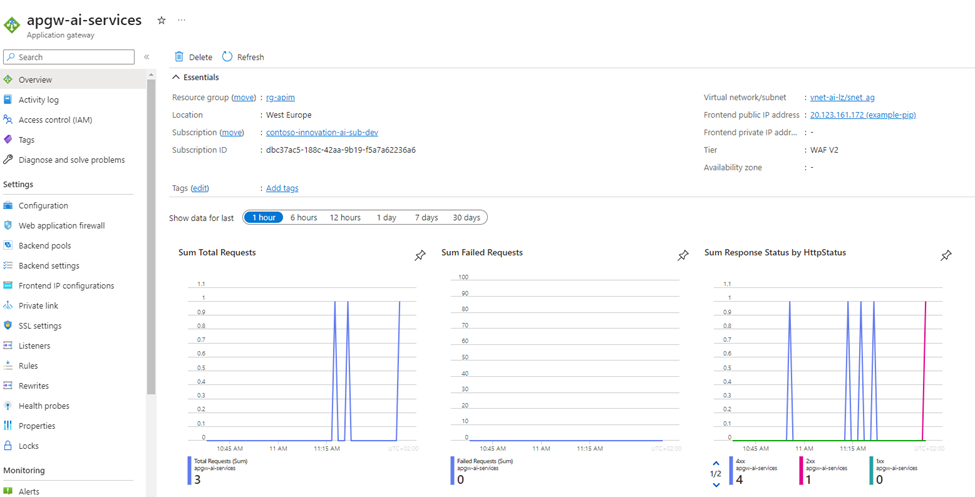 apgw-ai-services ☆ ···
Application gateway
Search «
Overview
Activity log
Access control (IAM)
Tags
Diagnose and solve problems
Settings
Configuration
Web application firewall
Backend pools
Backend settings
Frontend IP configurations
Private link
SSL settings
Listeners
Rules
Rewrites
Health probes
Properties
Locks
Monitoring
Alerts
Delete Refresh
Essentials
Resource group (move) : rg-apim
Location : West Europe
Subscription (move) : contoso-innovation-ai-sub-dev
Subscription ID : dbc37ac5-188c-42aa-9b19-f5a7a62236a6
Tags (edit) : Add tags
Virtual network/subnet : vnet-ai-lz/snet_ag
Frontend public IP address : 20.123.161.172 (example-pip)
Frontend private IP addr... : -
Tier : WAF V2
Availability zone : -
Show data for last 1 hour 6 hours 12 hours 1 day 7 days 30 days
Sum Total Requests
1.1
1
0.9
0.8
0.7
0.6
0.5
0.4
0.3
0.2
0.1
0
10:45 AM 11 AM 11:15 AM UTC+02:00
Total Requests (Sum)
apgw-ai-services
3
Sum Failed Requests
100
90
80
70
60
50
40
30
20
10
0
10:45 AM 11 AM 11:15 AM UTC+02:00
Failed Requests (Sum)
apgw-ai-services
0
Sum Response Status by HttpStatus
1.1
1
0.9
0.8
0.7
0.6
0.5
0.4
0.3
0.2
0.1
0
10:45 AM 11 AM 11:15 AM UTC+02:00
1/2
4xx
apgw-ai-services
4
2xx
apgw-ai-services
1
1xx
apgw-ai-services
0